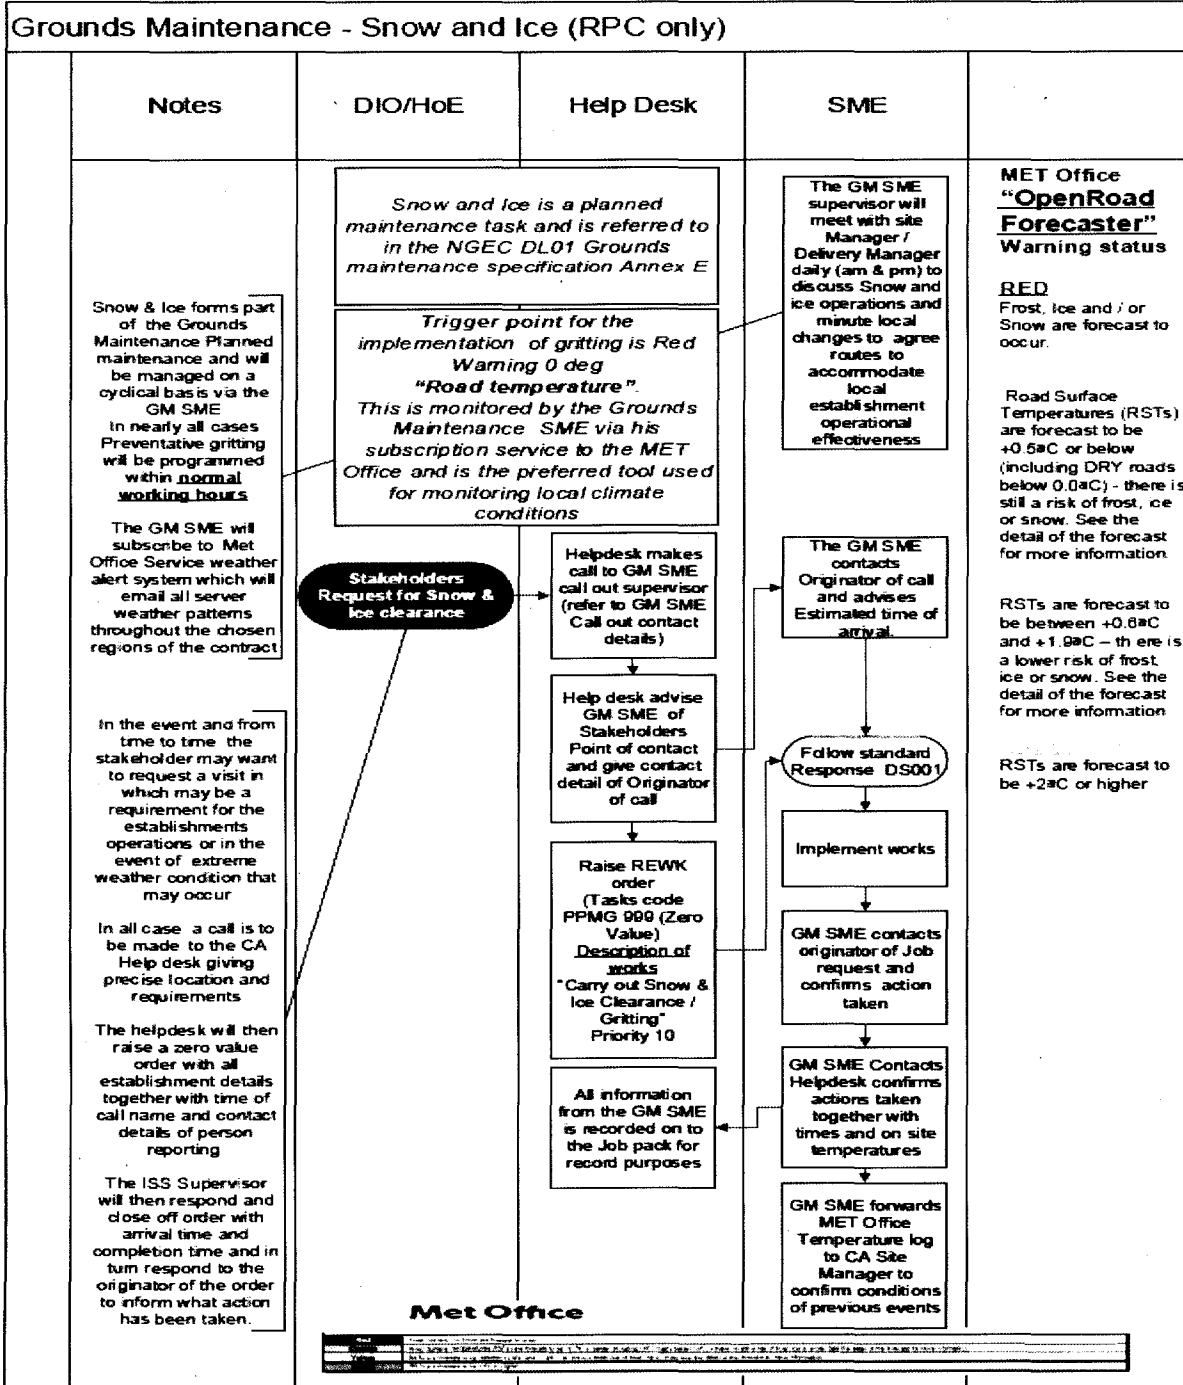 Grounds Maintenance - Snow and Ice (RPC only)
Notes
DIO/HoE
Help Desk
SME
Snow & Ice forms part
of the Grounds
Maintenance Planned
maintenance and will
be managed on a
cyclical basis via the
GM SME
In nearly all cases
Preventative gritting
will be programmed
within normal
working hours
The GM SME will
subscribe to Met
Office Service weather
alert system which will
email all server
weather patterns
throughout the chosen
regions of the contract
In the event and from
time to time the
stakeholder may want
to request a visit in
which may be a
requirement for the
establishments
operations or in the
event of extreme
weather condition that
may occur
In all case a call is to
be made to the CA
Help desk giving
precise location and
requirements
The helpdesk will then
raise a zero value
order with all
establishment details
together with time of
call name and contact
details of person
reporting
The ISS Supervisor
will then respond and
close off order with
arrival time and
completion time and in
turn respond to the
originator of the order
to inform what action
has been taken.
Snow and Ice is a planned
maintenance task and is referred to
in the NGEC DL01 Grounds
maintenance specification Annex E
Trigger point for the
implementation of gritting is Red
Warning 0 deg
"Road temperature".
This is monitored by the Grounds
Maintenance SME via his
subscription service to the MET
Office and is the preferred tool used
for monitoring local climate
conditions
Stakeholders
Request for Snow &
Ice clearance
Helpdesk makes
call to GM SME
call out supervisor
(refer to GM SME
Call out contact
details)
Help desk advise
GM SME of
Stakeholders
Point of contact
and give contact
detail of Originator
of call
Raise REWK
order
(Tasks code
PPMG 999 (Zero
Value)
Description of
works
"Carry out Snow &
Ice Clearance /
Gritting"
Priority 10
All information
from the GM SME
is recorded on to
the Job pack for
record purposes
The GM SME
supervisor will
meet with site
Manager /
Delivery Manager
daily (am & pm) to
discuss Snow and
ice operations and
minute local
changes to agree
routes to
accommodate
local
establishment
operational
effectiveness
The GM SME
contacts
Originator of call
and advises
Estimated time of
arrival.
Follow standard
Response DS001
Implement works
GM SME contacts
originator of Job
request and
confirms action
taken
GM SME Contacts
Helpdesk confirms
actions taken
together with
times and on site
temperatures
GM SME forwards
MET Office
Temperature log
to CA Site
Manager to
confirm conditions
of previous events
MET Office
"OpenRoad
Forecaster"
Warning status
RED
Frost, Ice and / or
Snow are forecast to
occur.
Road Surface
Temperatures (RSTs)
are forecast to be
+0.5ªC or below
(including DRY roads
below 0.0ªC) - there is
still a risk of frost, ice
or snow. See the
detail of the forecast
for more information
RSTs are forecast to
be between +0.6ªC
and +1.9ªC – th ere is
a lower risk of frost,
ice or snow. See the
detail of the forecast
for more information
RSTs are forecast to
be +2ªC or higher
Met Office